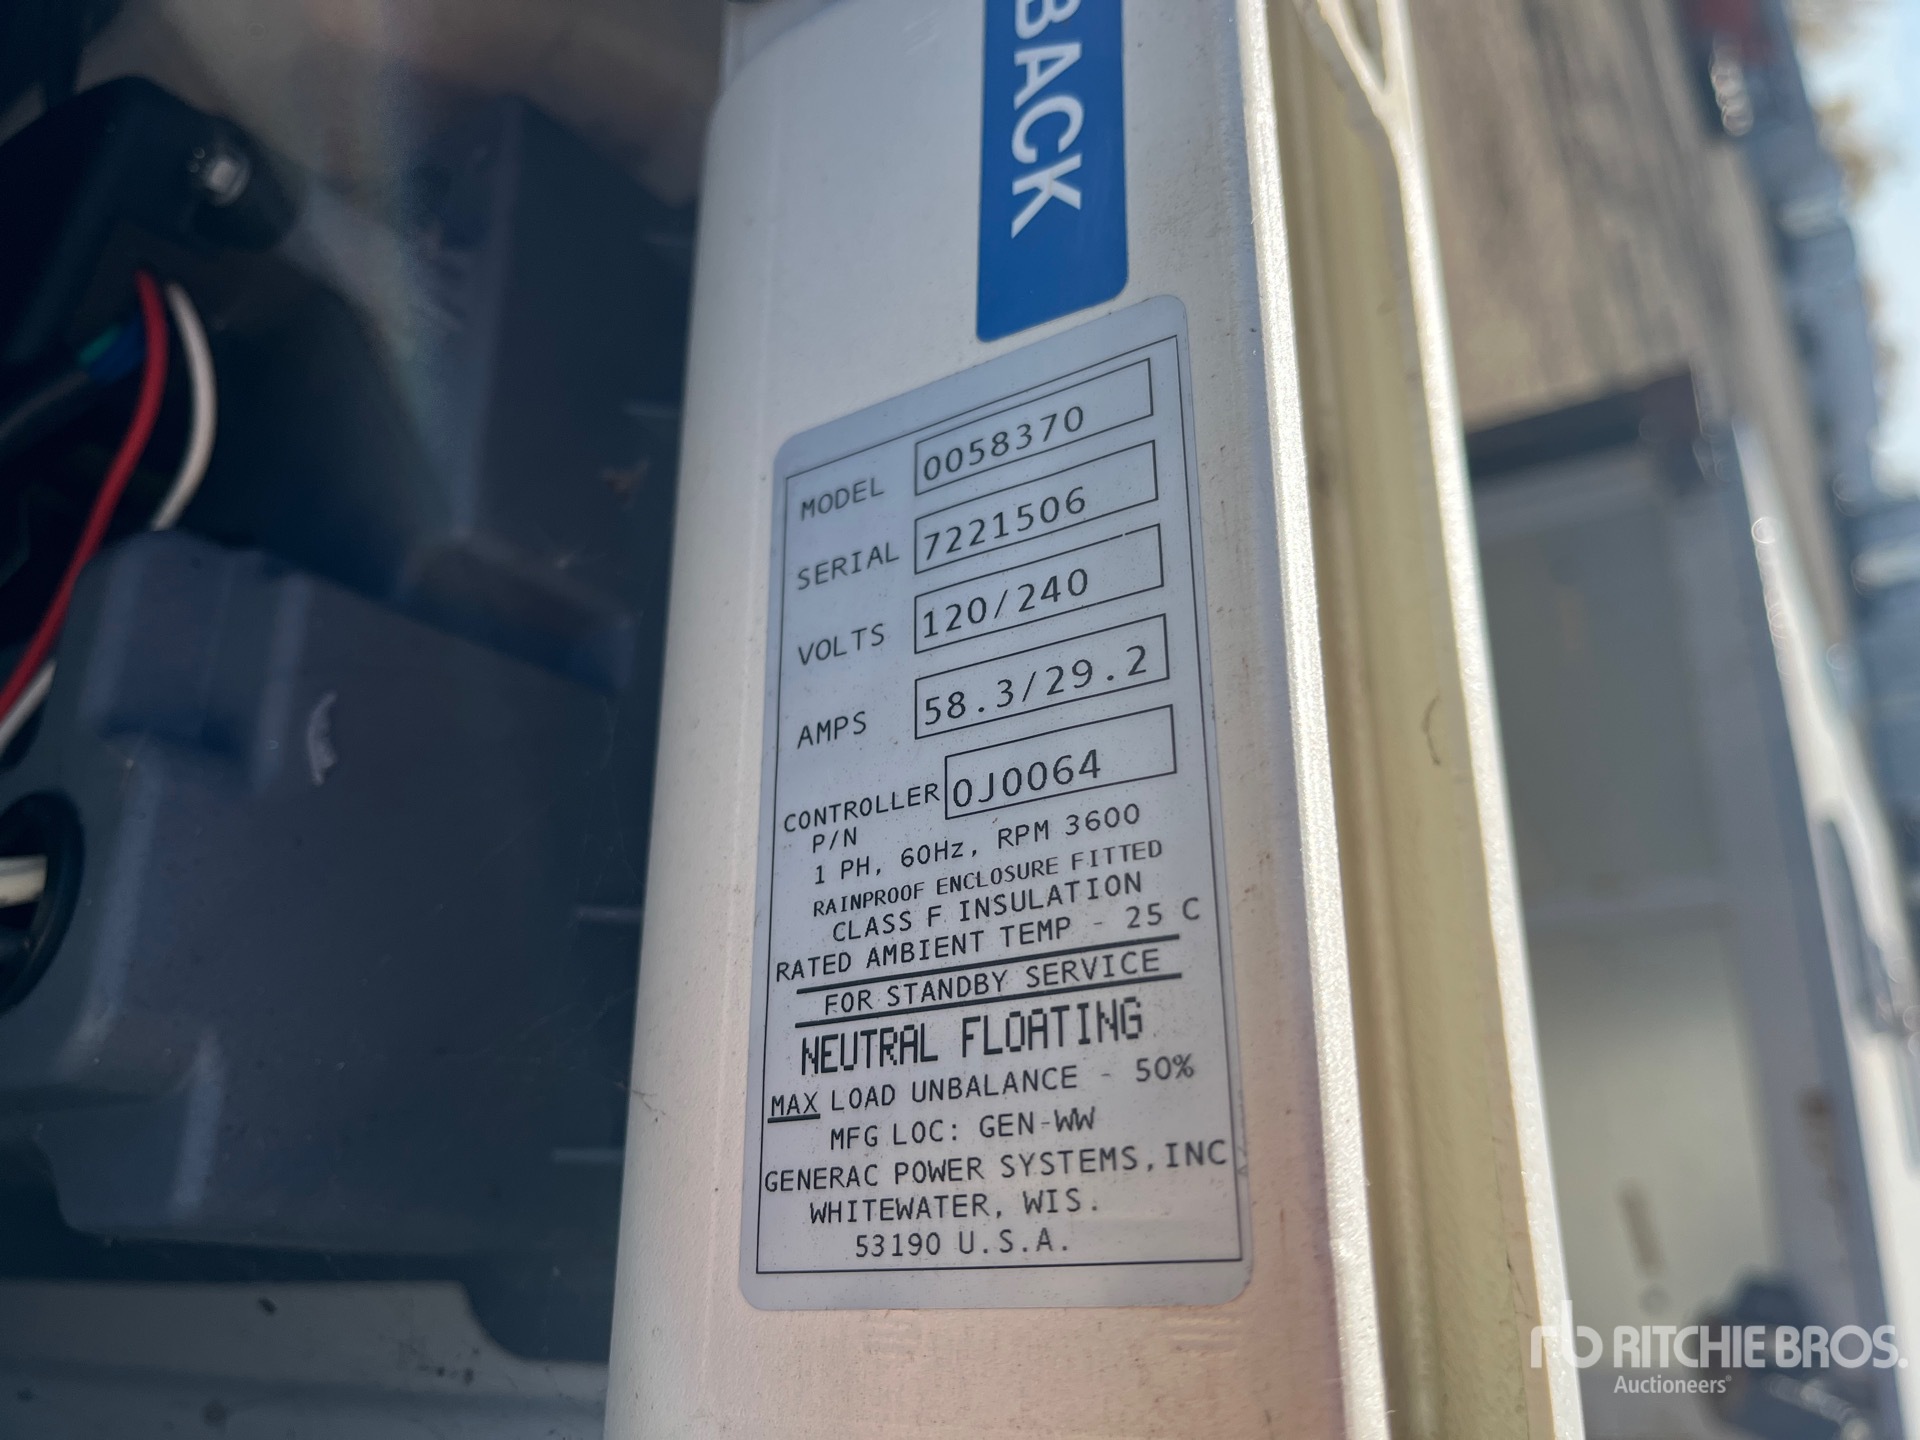 BACK
MODEL 0058370
SERIAL 7221506
VOLTS 120/240
AMPS 58.3/29.2
CONTROLLER 0J0064
P/N
1 PH, 60Hz, RPM 3600
RAINPROOF ENCLOSURE FITTED
CLASS F INSULATION
RATED AMBIENT TEMP - 25 C
FOR STANDBY SERVICE
NEUTRAL FLOATING
MAX LOAD UNBALANCE - 50%
MFG LOC: GEN-WW
GENERAC POWER SYSTEMS, INC
WHITEWATER, WIS.
53190 U.S.A.
rb RITCHIE BROS.
Auctioneers